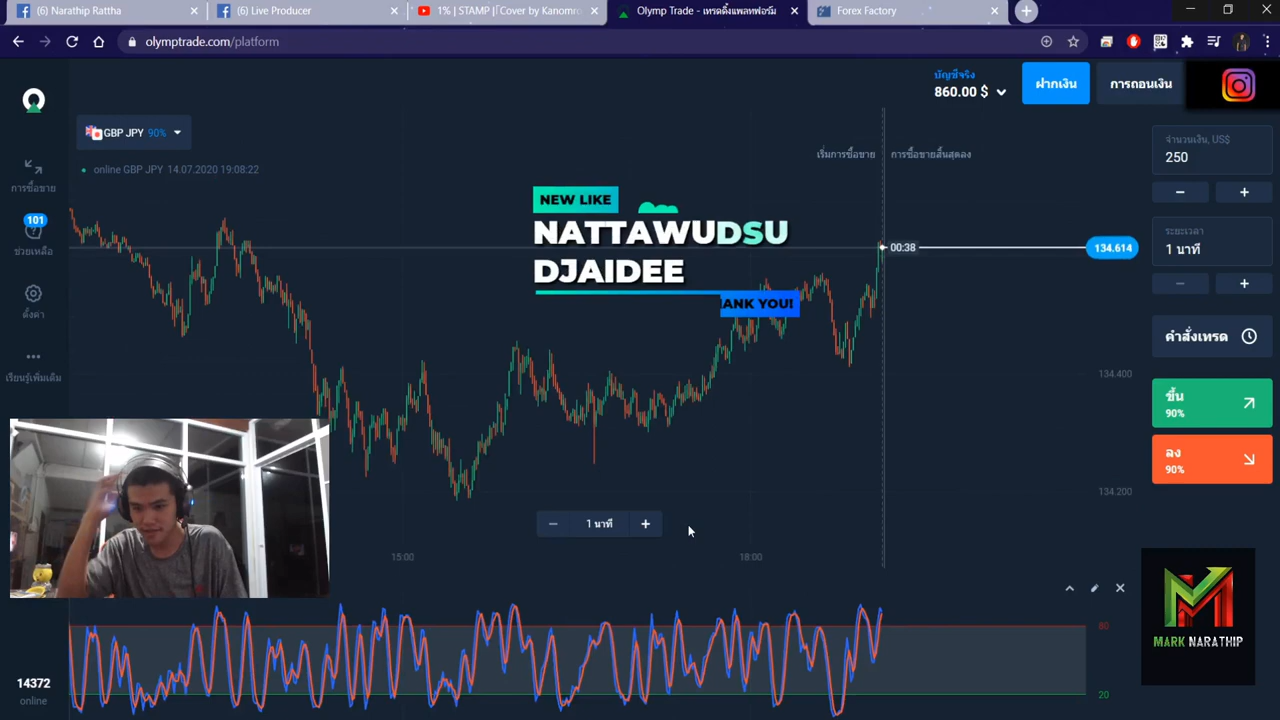 (6) Narathip Rattha
(6) Live Producer
1% | STAMP |「Cover by Kanomro
Olymp Trade - เทรดดิ้งแพลทฟอร์ม
Forex Factory
olymptrade.com/platform
บัญชีจริง
860.00 $
ฝากเงิน
การถอนเงิน
GBP JPY 90%
online GBP JPY 14.07.2020 19:08:22
เริ่มการซื้อขาย
การซื้อขายสิ้นสุดลง
จำนวนเงิน, US$
250
การซื้อขาย
101
ช่วยเหลือ
ตั้งค่า
เรียนรู้เพิ่มเติม
NEW LIKE
NATTAWUDSU
DJAIDEE
ANK YOU!
00:38
134.614
ระยะเวลา
1 นาที
คำสั่งเทรด
134.400
ขึ้น
90%
ลง
90%
134.200
1 นาที
15:00
18:00
80
20
MARK NARATHIP
14372
online